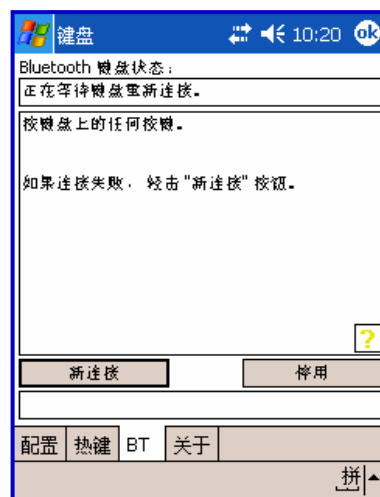 键盘 10:20 ok
Bluetooth 键盘状态：
正在等待键盘重新连接。
按键盘上的任何按键。
如果连接失败，轻击"新连接"按钮。
?
新连接 停用
配置 热键 BT 关于
拼